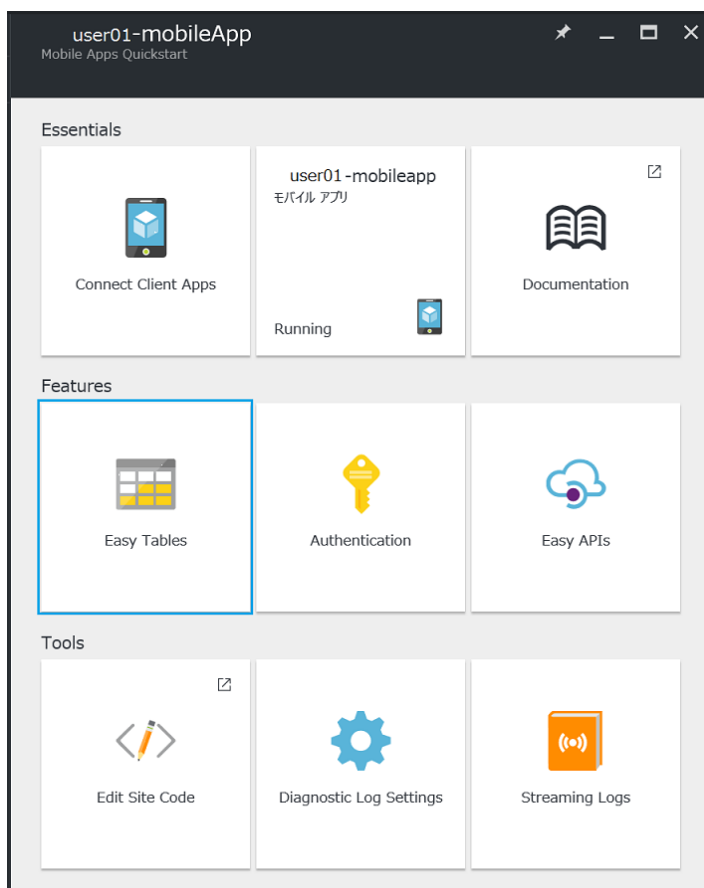 user01-mobileApp
Mobile Apps Quickstart
Essentials
Connect Client Apps
user01-mobileapp
モバイル アプリ
Running
Documentation
Features
Easy Tables
Authentication
Easy APIs
Tools
Edit Site Code
Diagnostic Log Settings
Streaming Logs